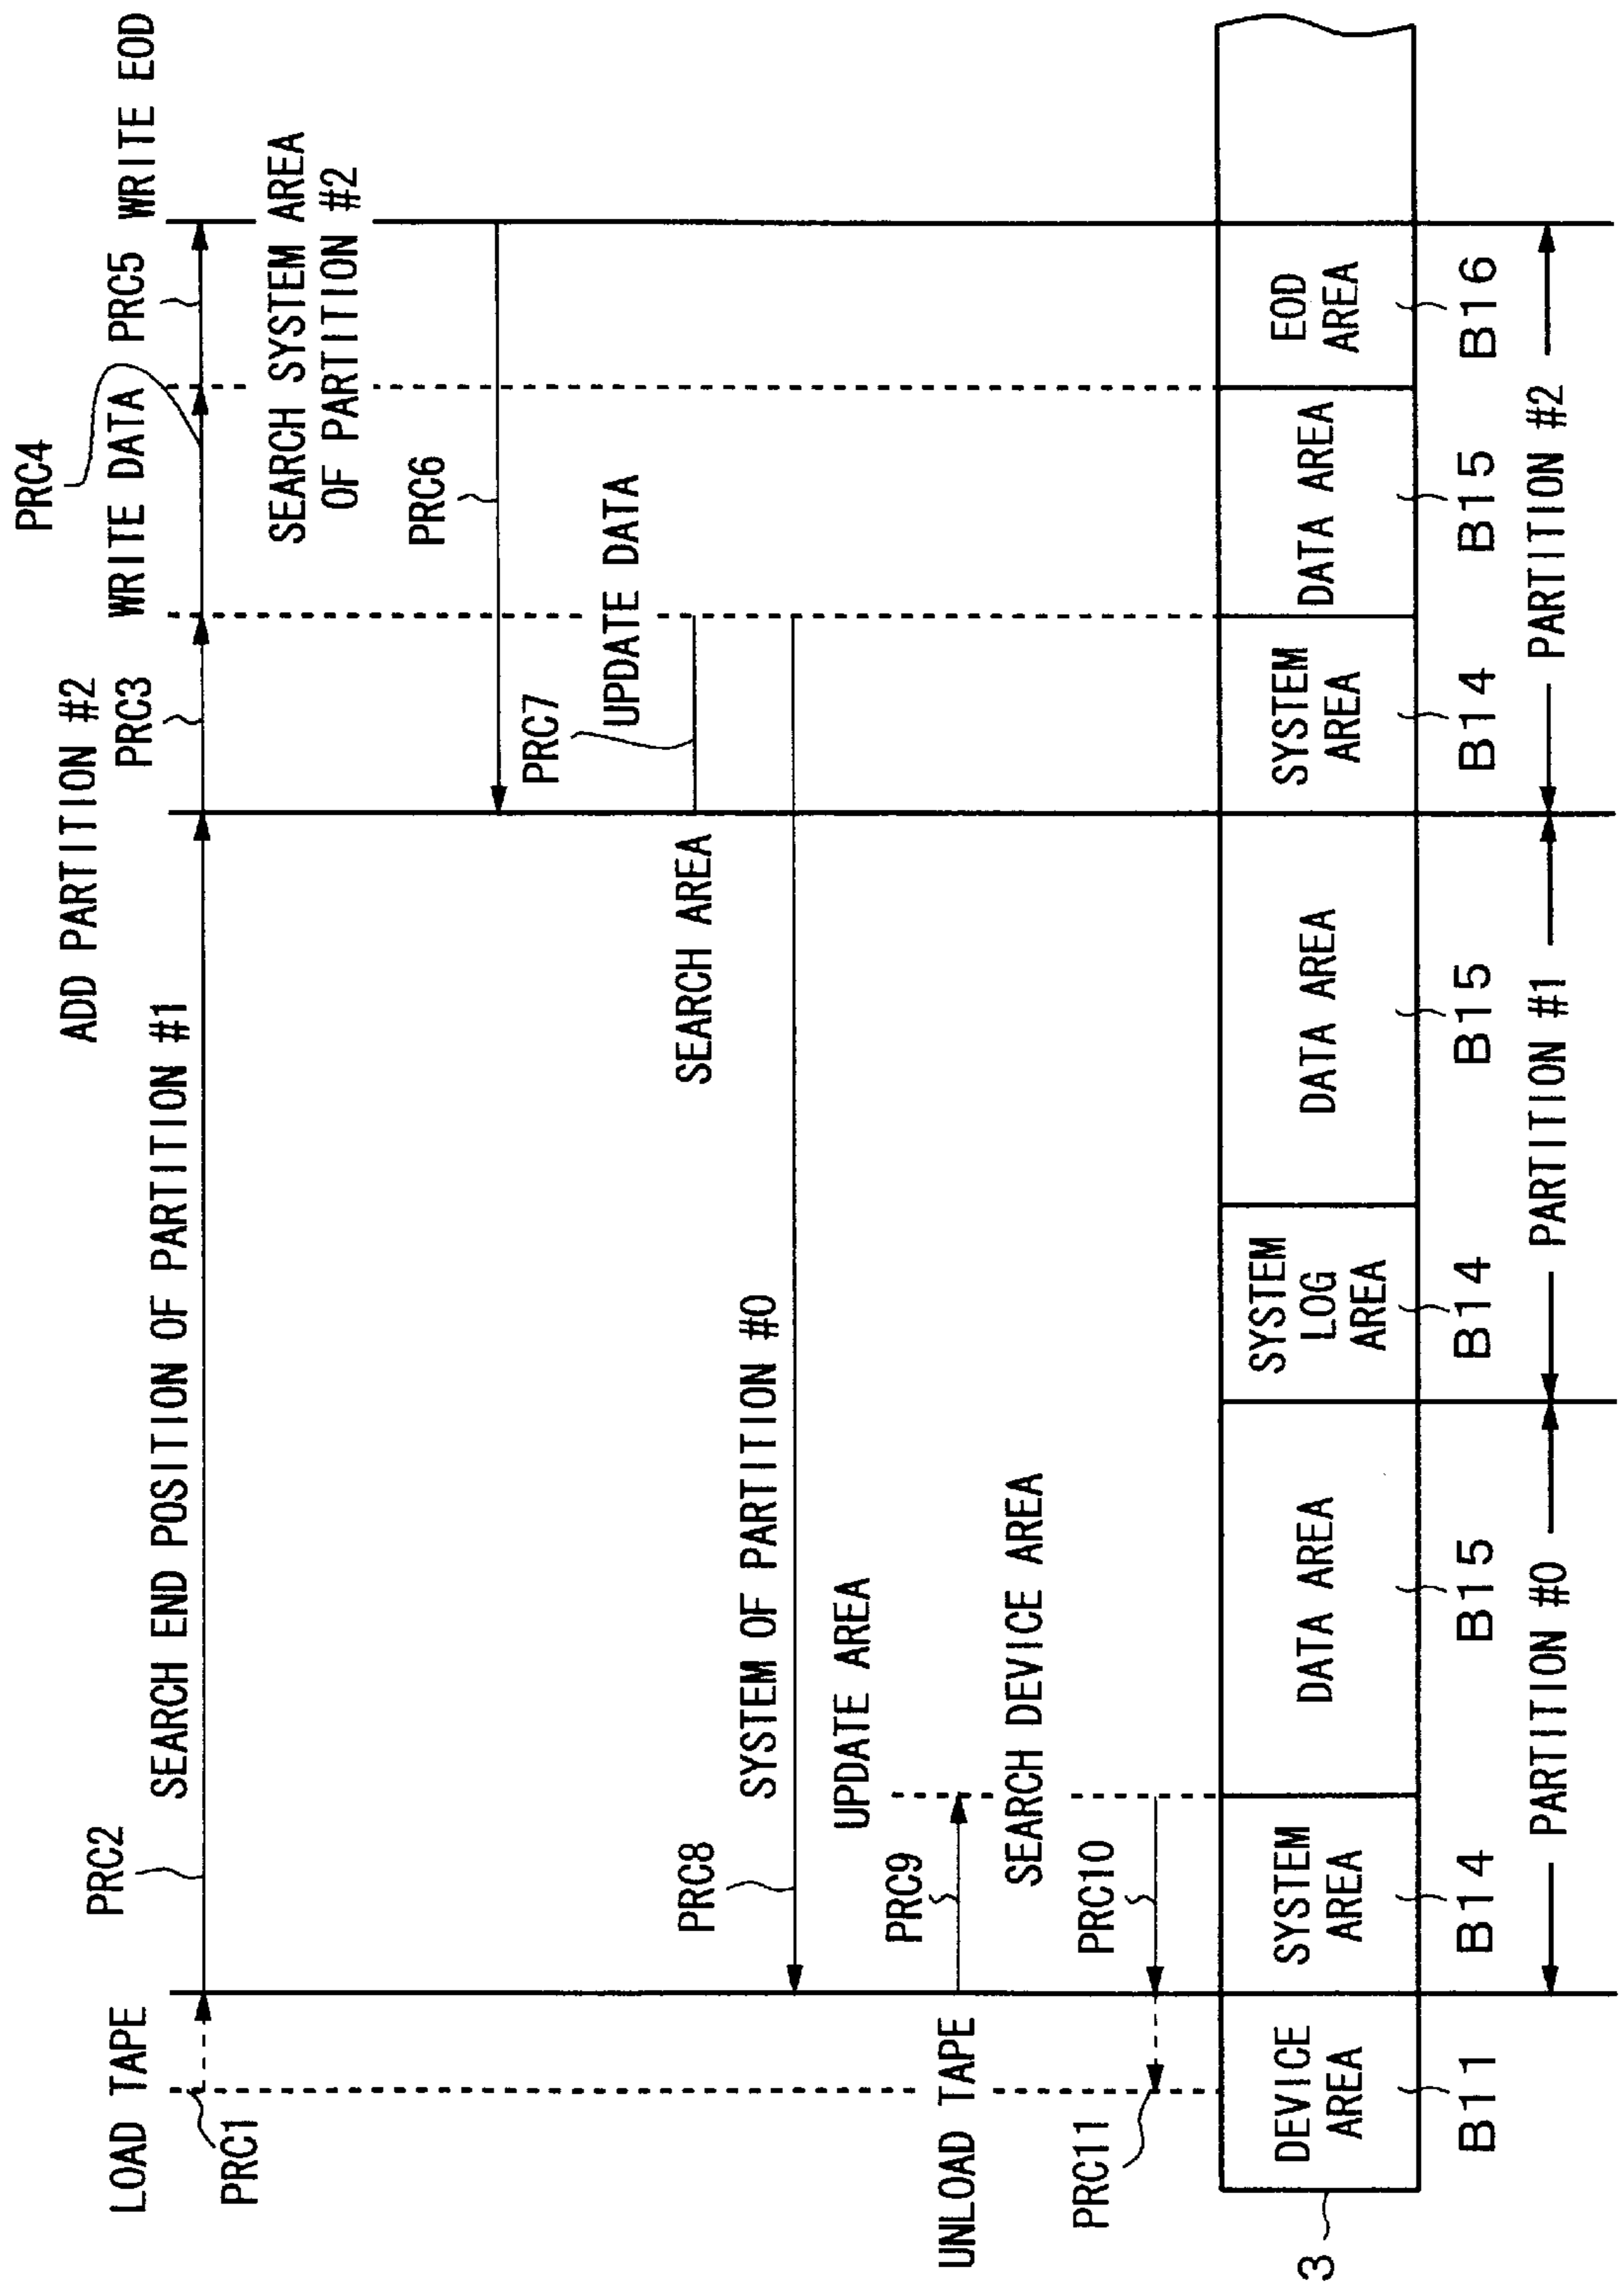 LOAD TAPE
PRC1
PRC2
SEARCH END POSITION OF PARTITION #1
ADD PARTITION #2
PRC3
PRC4
WRITE DATA
PRC5
WRITE EOD
SEARCH SYSTEM AREA
OF PARTITION #2
PRC6
PRC7
UPDATE DATA
SEARCH AREA
SYSTEM OF PARTITION #0
PRC8
UPDATE AREA
PRC9
SEARCH DEVICE AREA
UNLOAD TAPE
PRC10
PRC11
3
DEVICE
AREA
SYSTEM
AREA
DATA AREA
SYSTEM
LOG
AREA
DATA AREA
SYSTEM
AREA
DATA AREA
EOD
AREA
B11
B14
B15
B14
B15
B14
B15
B16
PARTITION #0
PARTITION #1
PARTITION #2